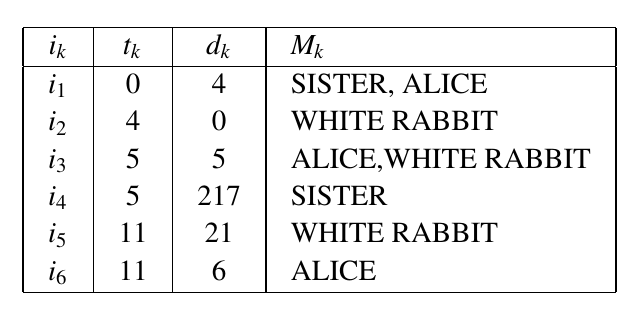 i_k t_k d_k M_k
i_1 0 4 SISTER, ALICE
i_2 4 0 WHITE RABBIT
i_3 5 5 ALICE,WHITE RABBIT
i_4 5 217 SISTER
i_5 11 21 WHITE RABBIT
i_6 11 6 ALICE